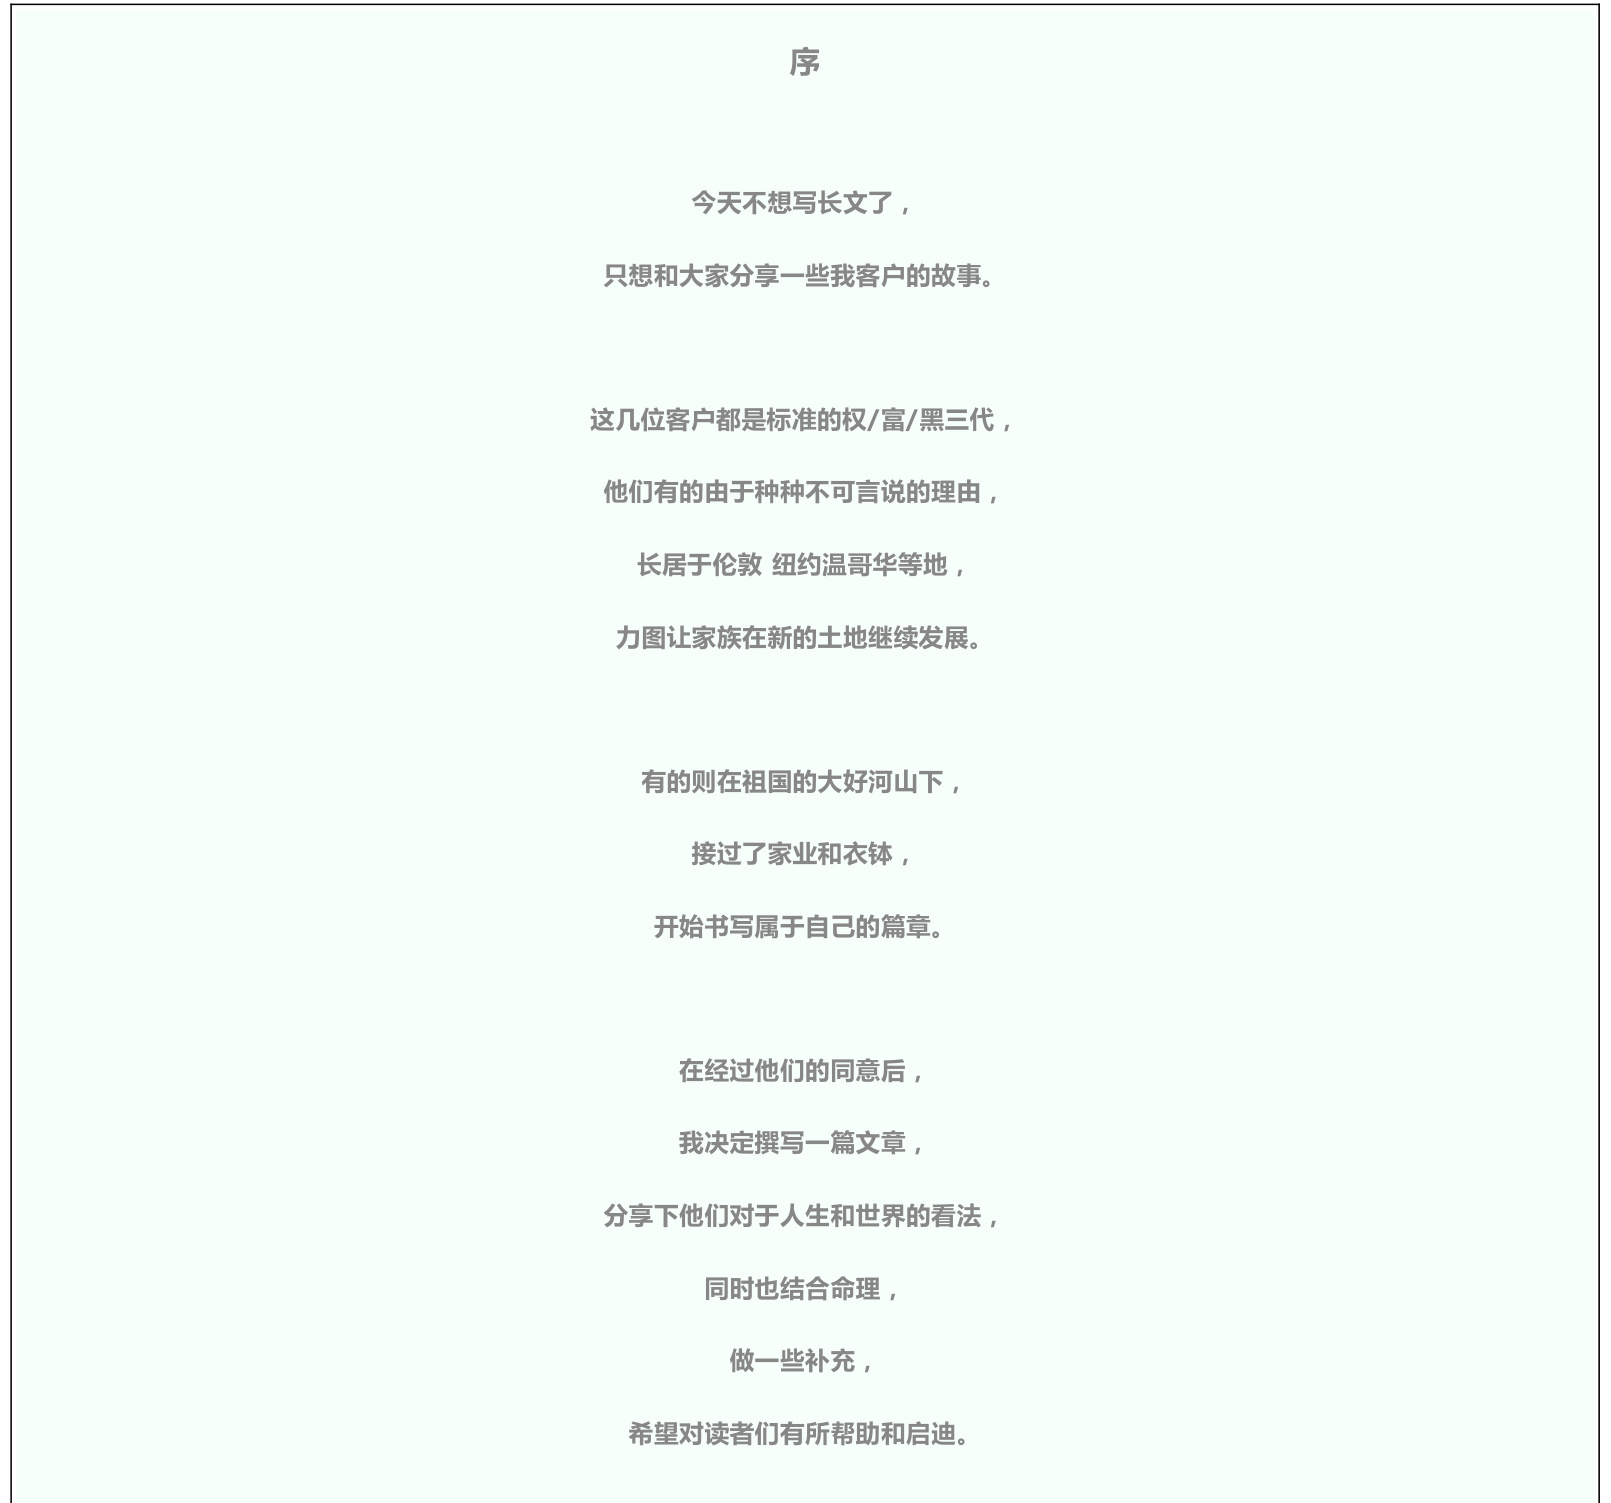 序
今天不想写长文了，
只想和大家分享一些我客户的故事。
这几位客户都是标准的权/富/黑三代，
他们有的由于种种不可言说的理由，
长居于伦敦 纽约温哥华等地，
力图让家族在新的土地继续发展。
有的则在祖国的大好河山下，
接过了家业和衣钵，
开始书写属于自己的篇章。
在经过他们的同意后，
我决定撰写一篇文章，
分享下他们对于人生和世界的看法，
同时也结合命理，
做一些补充，
希望对读者们有所帮助和启迪。